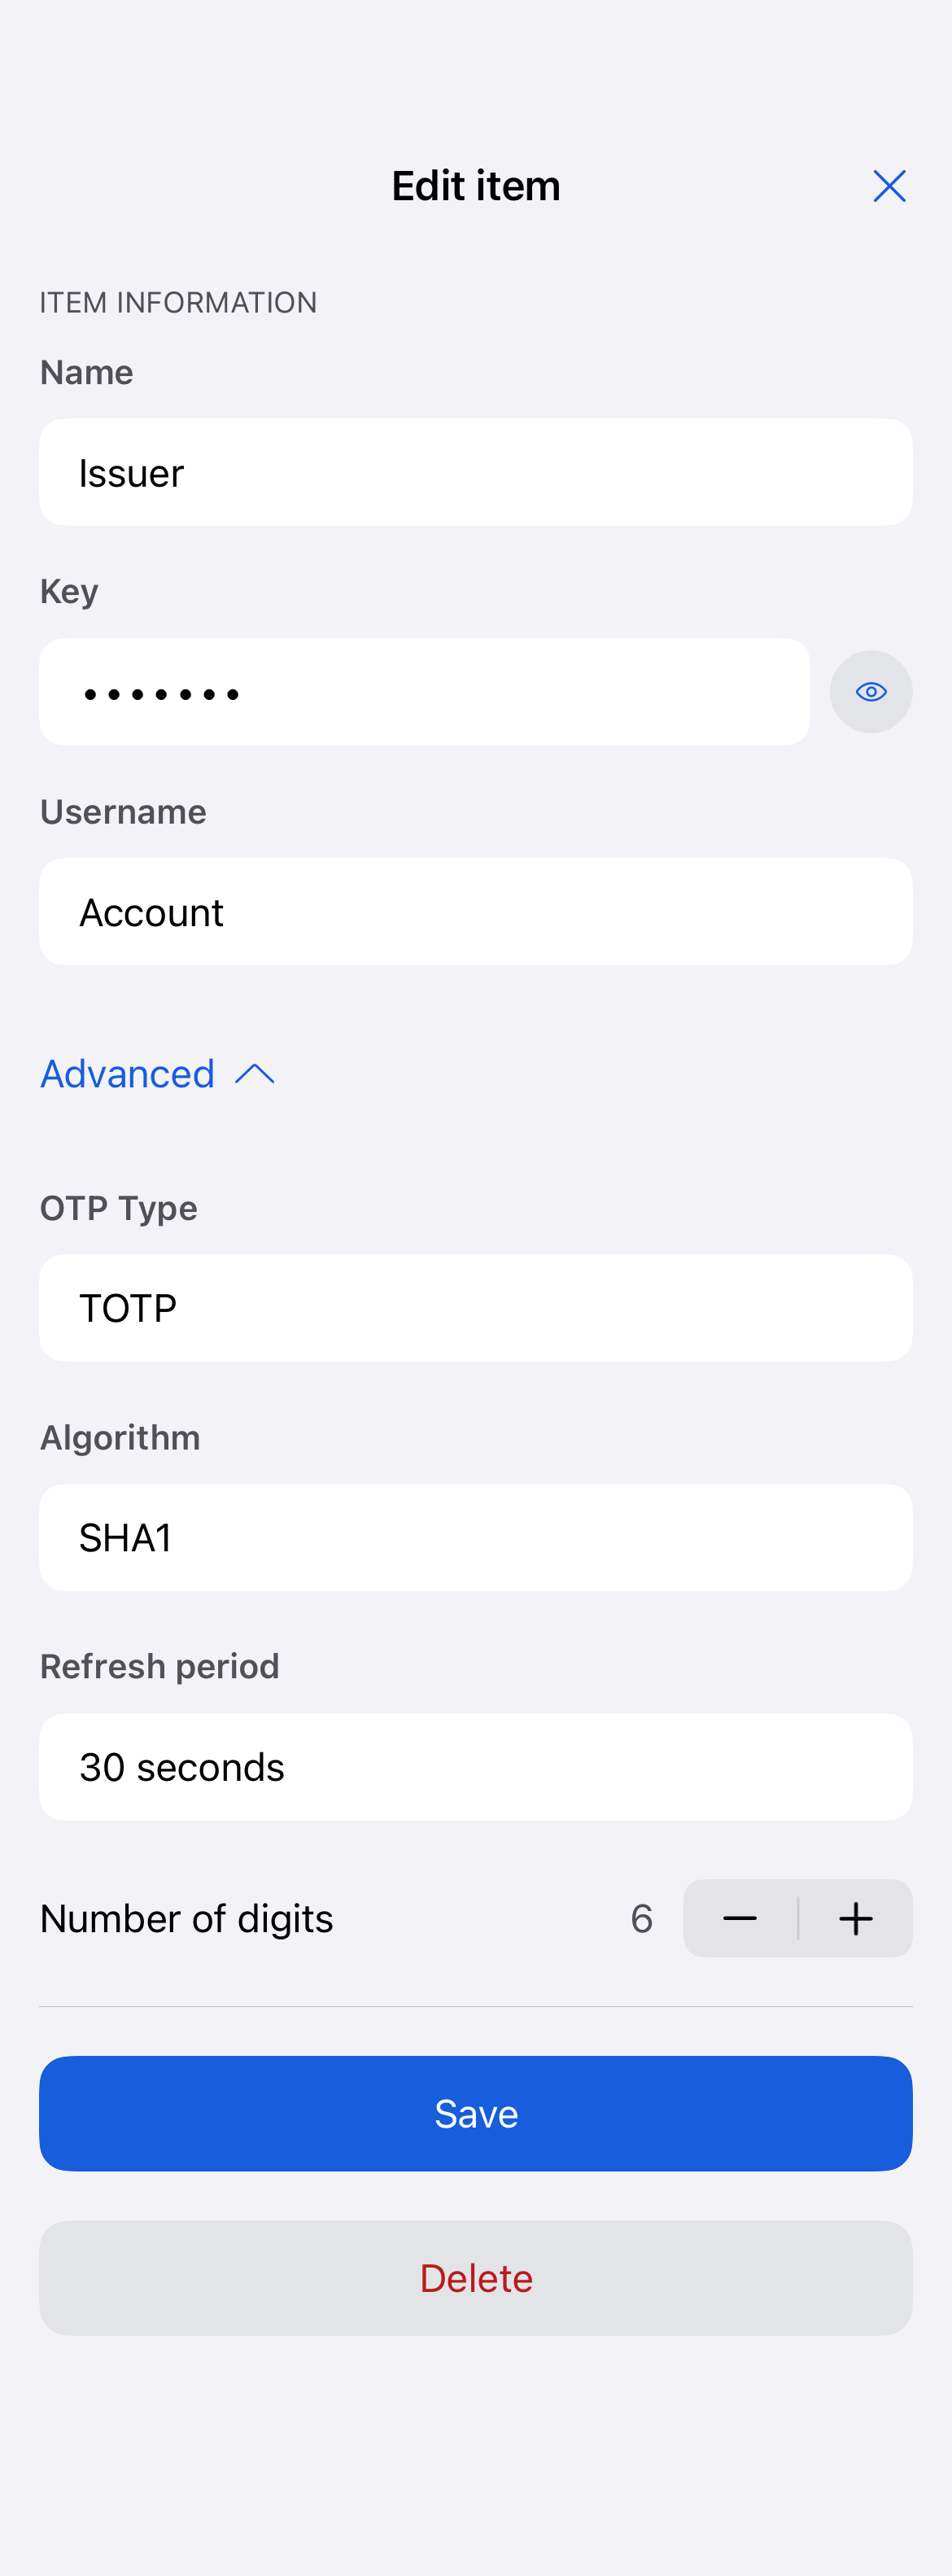 Edit item
ITEM INFORMATION
Name
Issuer
Key
•••••••
Username
Account
Advanced
OTP Type
TOTP
Algorithm
SHA1
Refresh period
30 seconds
Number of digits 6
Save
Delete